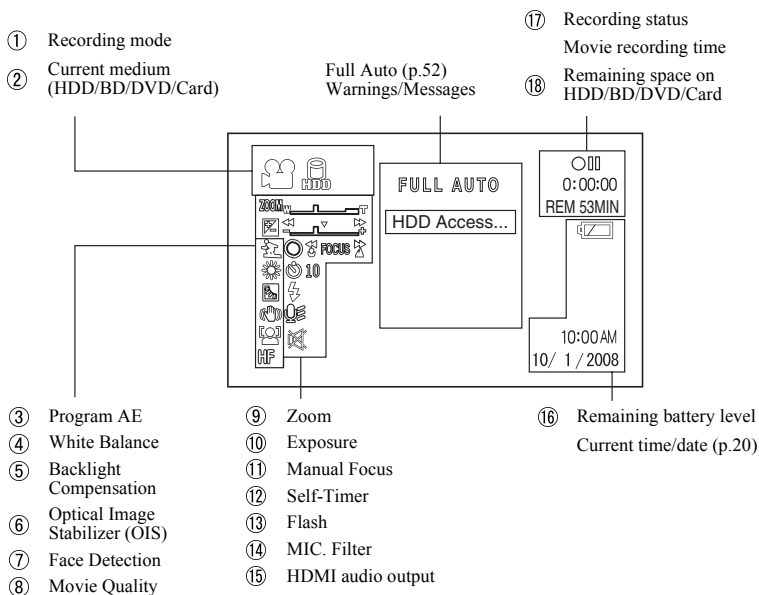 ① Recording mode
② Current medium
(HDD/BD/DVD/Card)
Full Auto (p.52)
Warnings/Messages
⑰ Recording status
Movie recording time
⑱ Remaining space on
HDD/BD/DVD/Card
HDD
ZOOM W T
- +
FOCUS
10
HF
FULL AUTO
HDD Access...
0:00:00
REM 53MIN
10:00 AM
10/ 1 / 2008
③ Program AE
④ White Balance
⑤ Backlight
Compensation
⑥ Optical Image
Stabilizer (OIS)
⑦ Face Detection
⑧ Movie Quality
⑨ Zoom
⑩ Exposure
⑪ Manual Focus
⑫ Self-Timer
⑬ Flash
⑭ MIC. Filter
⑮ HDMI audio output
⑯ Remaining battery level
Current time/date (p.20)